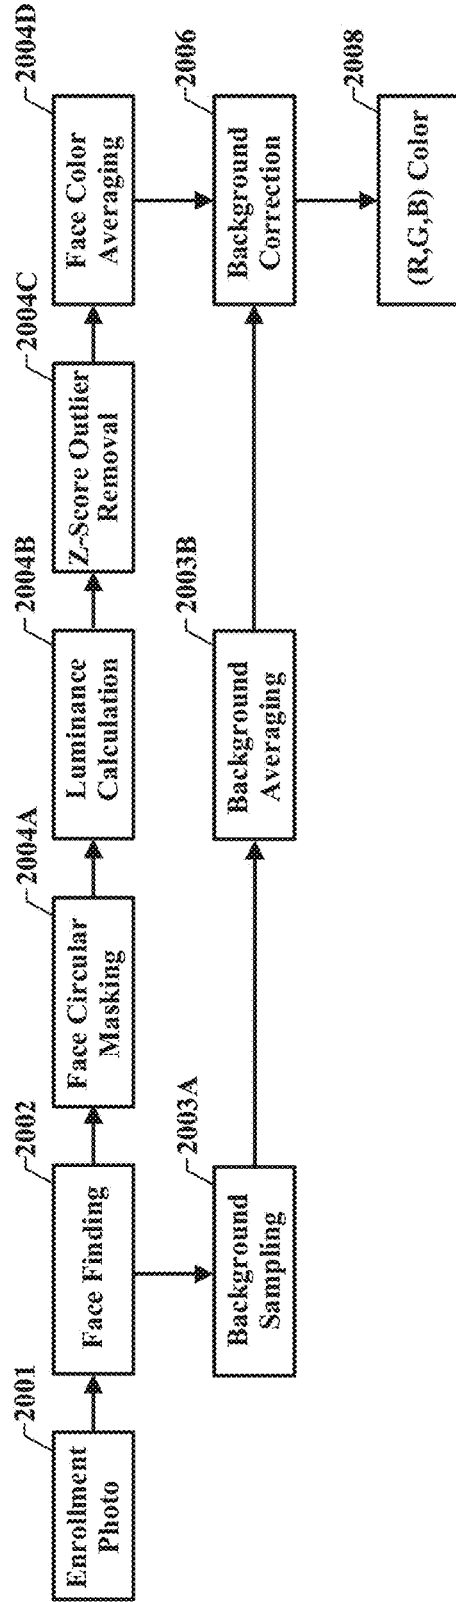 2001
Enrollment
Photo
2002
Face Finding
2004A
Face Circular
Masking
2004B
Luminance
Calculation
2004C
Z-Score Outlier
Removal
2004D
Face Color
Averaging
2003A
Background
Sampling
2003B
Background
Averaging
2006
Background
Correction
2008
(R,G,B) Color